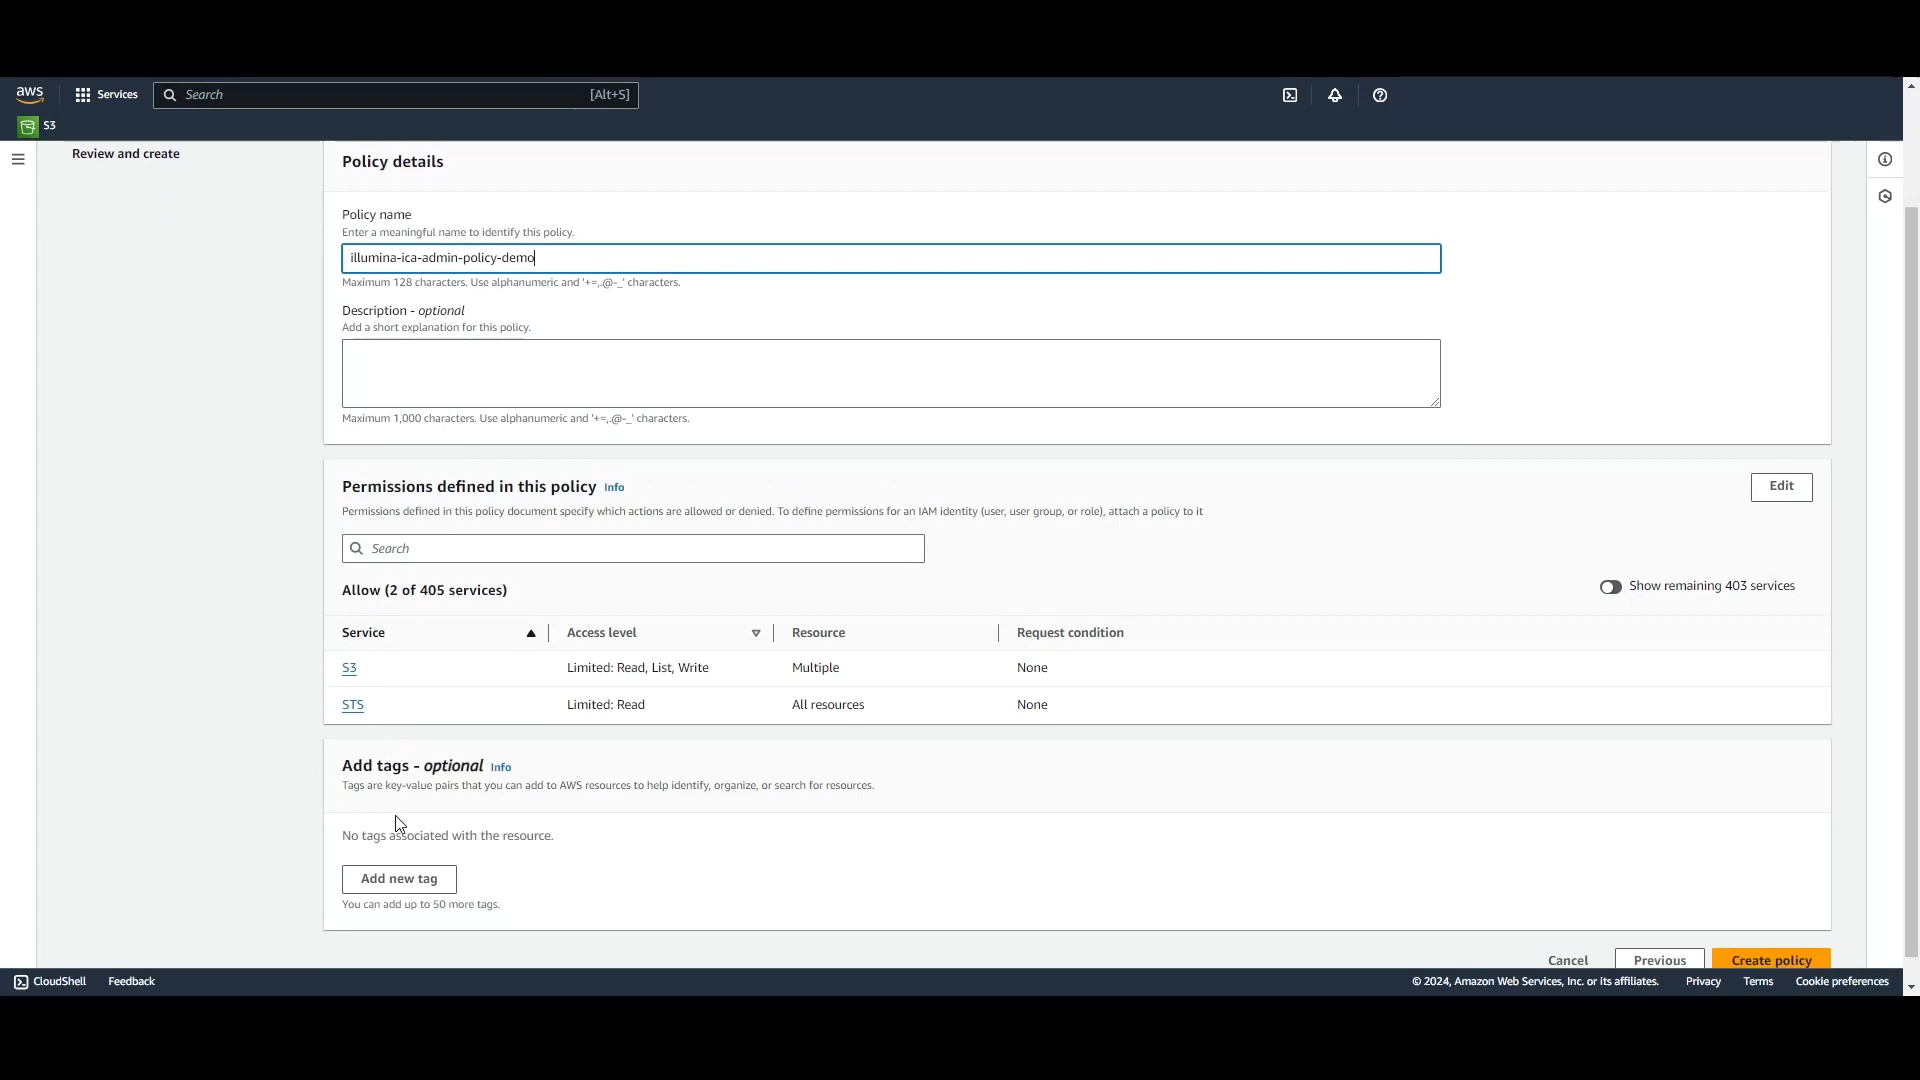 aws Services Search [Alt+S]
S3
Review and create
Policy details
Policy name
Enter a meaningful name to identify this policy.
illumina-ica-admin-policy-demo
Maximum 128 characters. Use alphanumeric and '+=,.@-_' characters.
Description - optional
Add a short explanation for this policy.
Maximum 1,000 characters. Use alphanumeric and '+=,.@-_' characters.
Permissions defined in this policy Info
Edit
Permissions defined in this policy document specify which actions are allowed or denied. To define permissions for an IAM identity (user, user group, or role), attach a policy to it
Search
Allow (2 of 405 services)
Show remaining 403 services
Service Access level Resource Request condition
S3 Limited: Read, List, Write Multiple None
STS Limited: Read All resources None
Add tags - optional Info
Tags are key-value pairs that you can add to AWS resources to help identify, organize, or search for resources.
No tags associated with the resource.
Add new tag
You can add up to 50 more tags.
Cancel Previous Create policy
CloudShell Feedback © 2024, Amazon Web Services, Inc. or its affiliates. Privacy Terms Cookie preferences